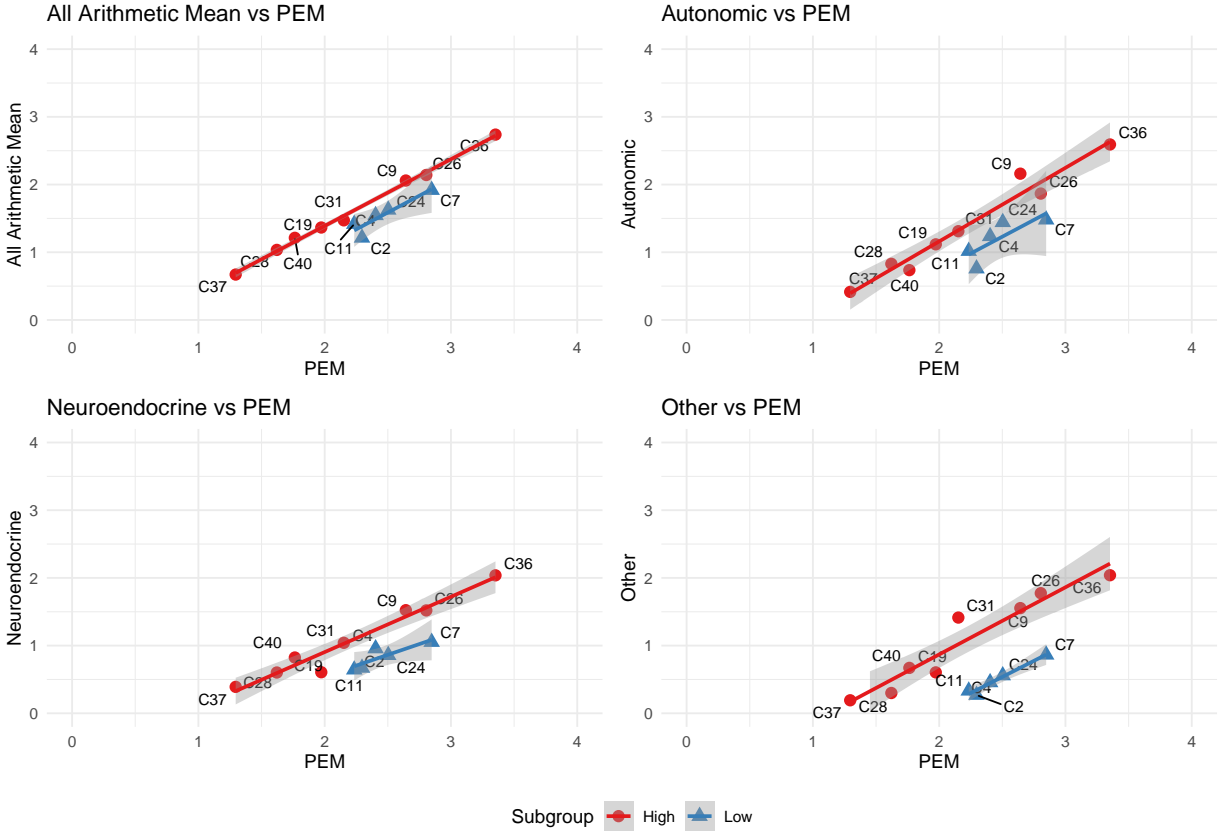 All Arithmetic Mean vs PEM
All Arithmetic Mean
4
3
2
1
0
C36
C26
C9
C31
C24
C7
C19
C4
C11
C2
C28
C40
C37
0 1 2 3 4
PEM
Autonomic vs PEM
Autonomic
4
3
2
1
0
C36
C9
C26
C24
C31
C7
C19
C4
C28
C11
C2
C37
C40
0 1 2 3 4
PEM
Neuroendocrine vs PEM
Neuroendocrine
4
3
2
1
0
C36
C9
C26
C31
C4
C7
C40
C19
C2
C24
C28
C11
C37
0 1 2 3 4
PEM
Other vs PEM
Other
4
3
2
1
0
C26
C36
C31
C9
C7
C40
C19
C24
C11
C4
C28
C2
C37
0 1 2 3 4
PEM
Subgroup High Low